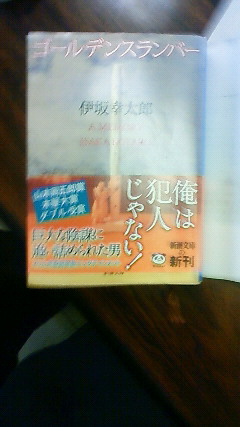 ゴールデンスランバー
伊坂幸太郎
俺は
犯人
じゃない!
山本周五郎賞
本屋大賞
ダブル受賞
巨大な陰謀に
追い詰められた男
新潮文庫
新刊